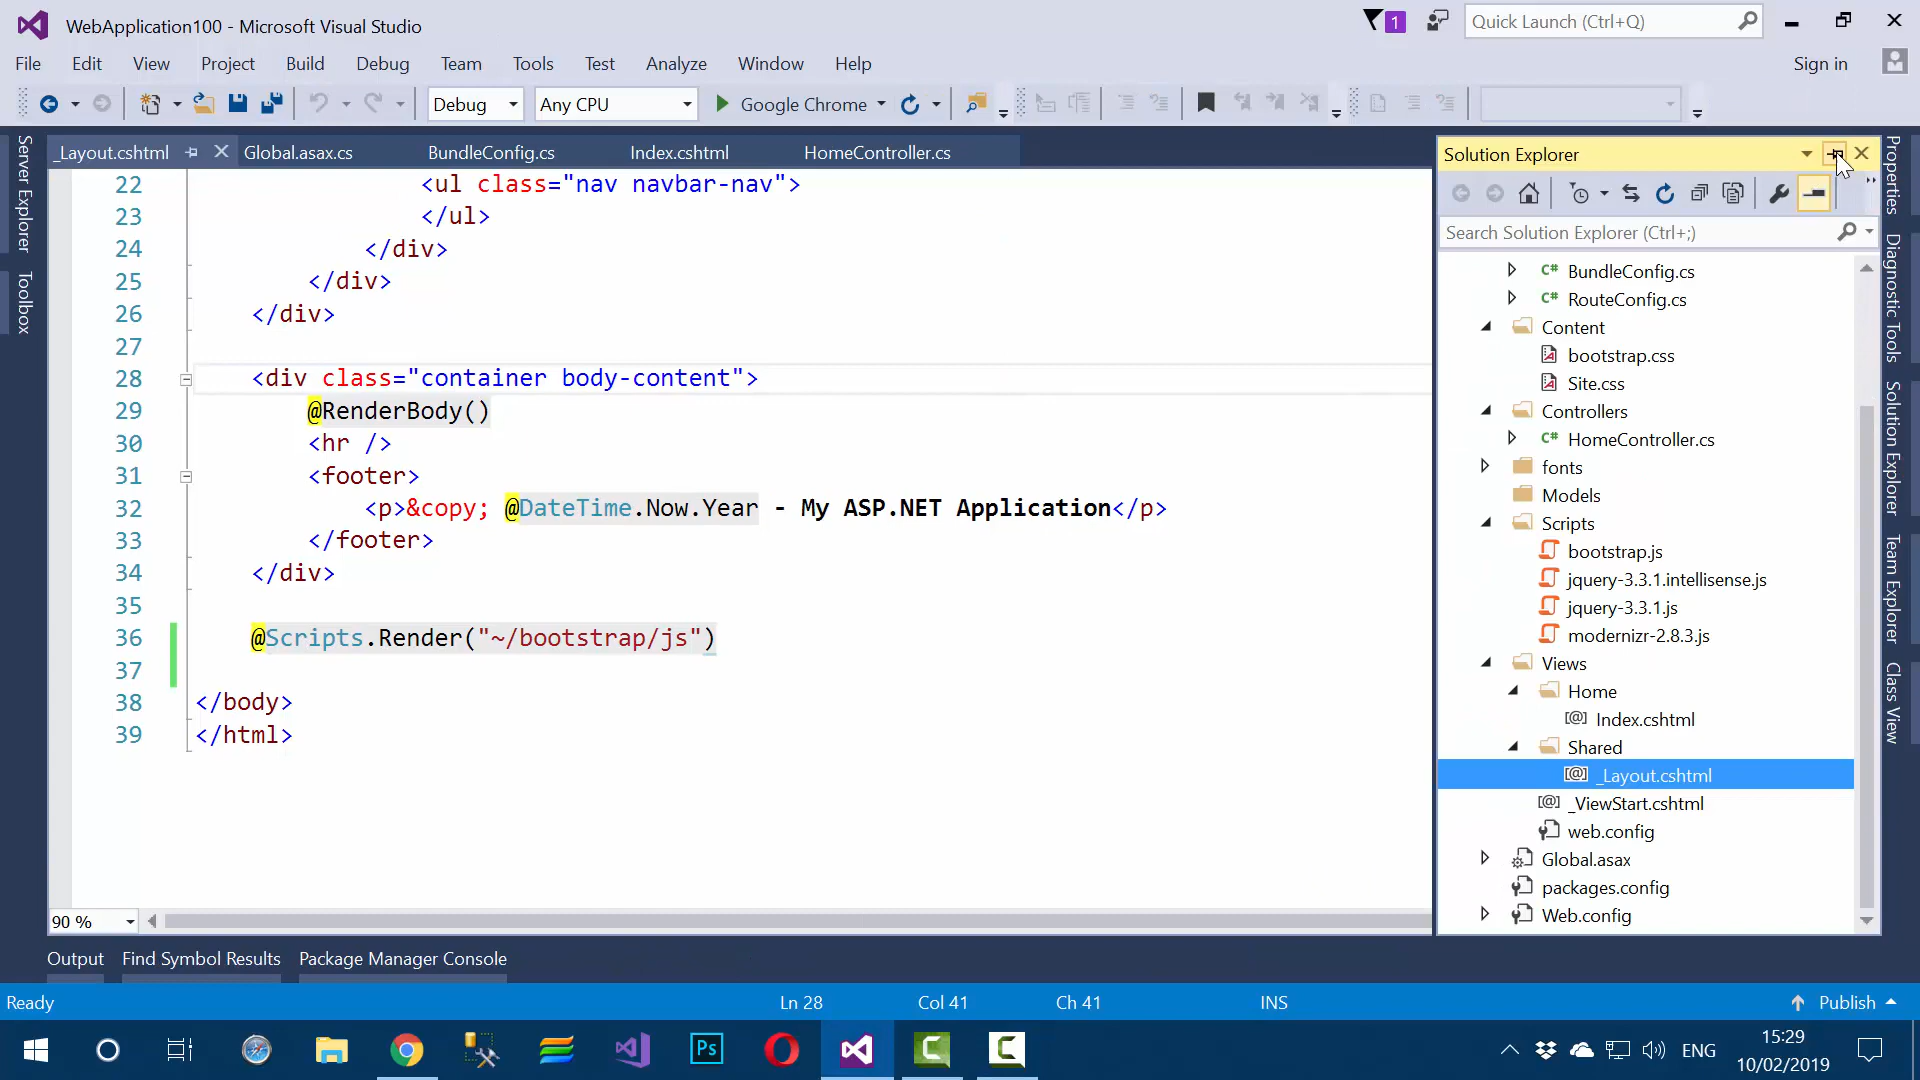 WebApplication100 - Microsoft Visual Studio
1
Quick Launch (Ctrl+Q)
File Edit View Project Build Debug Team Tools Test Analyze Window Help
Sign in
Debug
Any CPU
Google Chrome
Server Explorer
Toolbox
_Layout.cshtml
Global.asax.cs
BundleConfig.cs
Index.cshtml
HomeController.cs
22 <ul class="nav navbar-nav">
23 </ul>
24 </div>
25 </div>
26 </div>
27
28 <div class="container body-content">
29 @RenderBody()
30 <hr />
31 <footer>
32 <p>&copy; @DateTime.Now.Year - My ASP.NET Application</p>
33 </footer>
34 </div>
35
36 @Scripts.Render("~/bootstrap/js")
37
38 </body>
39 </html>
90 %
Solution Explorer
Search Solution Explorer (Ctrl+;)
C# BundleConfig.cs
C# RouteConfig.cs
Content
bootstrap.css
Site.css
Controllers
C# HomeController.cs
fonts
Models
Scripts
bootstrap.js
jquery-3.3.1.intellisense.js
jquery-3.3.1.js
modernizr-2.8.3.js
Views
Home
[@] Index.cshtml
Shared
[@] _Layout.cshtml
[@] _ViewStart.cshtml
web.config
Global.asax
packages.config
Web.config
Properties
Diagnostic Tools
Solution Explorer
Team Explorer
Class View
Output
Find Symbol Results
Package Manager Console
Ready
Ln 28
Col 41
Ch 41
INS
Publish
Ps
ENG
15:29
10/02/2019